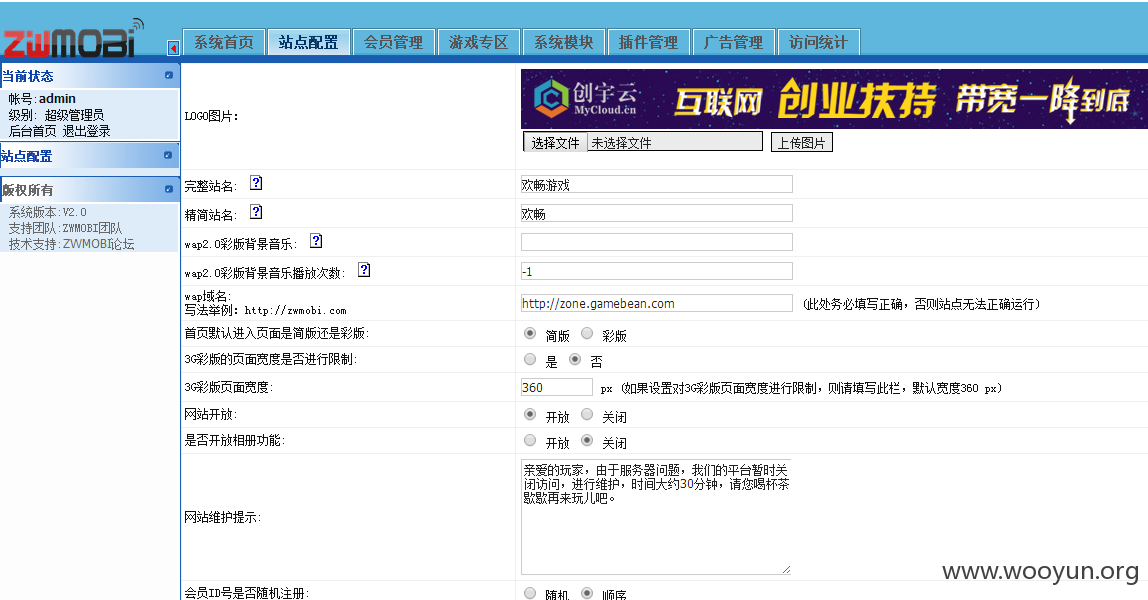 ZWMOBi
系统首页 站点配置 会员管理 游戏专区 系统模块 插件管理 广告管理 访问统计
当前状态
帐号:admin
级别: 超级管理员
后台首页 退出登录
站点配置
版权所有
系统版本:V2.0
支持团队:ZWMOBI团队
技术支持:ZWMOBI论坛
LOGO图片:
创宇云 MyCloud.cn 互联网 创业扶持 带宽一降到底
选择文件 未选择文件 上传图片
完整站名: ? 欢畅游戏
精简站名: ? 欢畅
wap2.0彩版背景音乐: ?
wap2.0彩版背景音乐播放次数: ? -1
wap域名:
写法举例: http://zwmobi.com http://zone.gamebean.com (此处务必填写正确，否则站点无法正确运行)
首页默认进入页面是简版还是彩版: 简版 彩版
3G彩版的页面宽度是否进行限制: 是 否
3G彩版页面宽度: 360 px (如果设置对3G彩版页面宽度进行限制，则请填写此栏，默认宽度360 px)
网站开放: 开放 关闭
是否开放相册功能: 开放 关闭
网站维护提示:
亲爱的玩家，由于服务器问题，我们的平台暂时关
闭访问，进行维护，时间大约30分钟，请您喝杯茶
歇歇再来玩儿吧。
会员ID号是否随机注册: 随机 顺序
www.wooyun.org